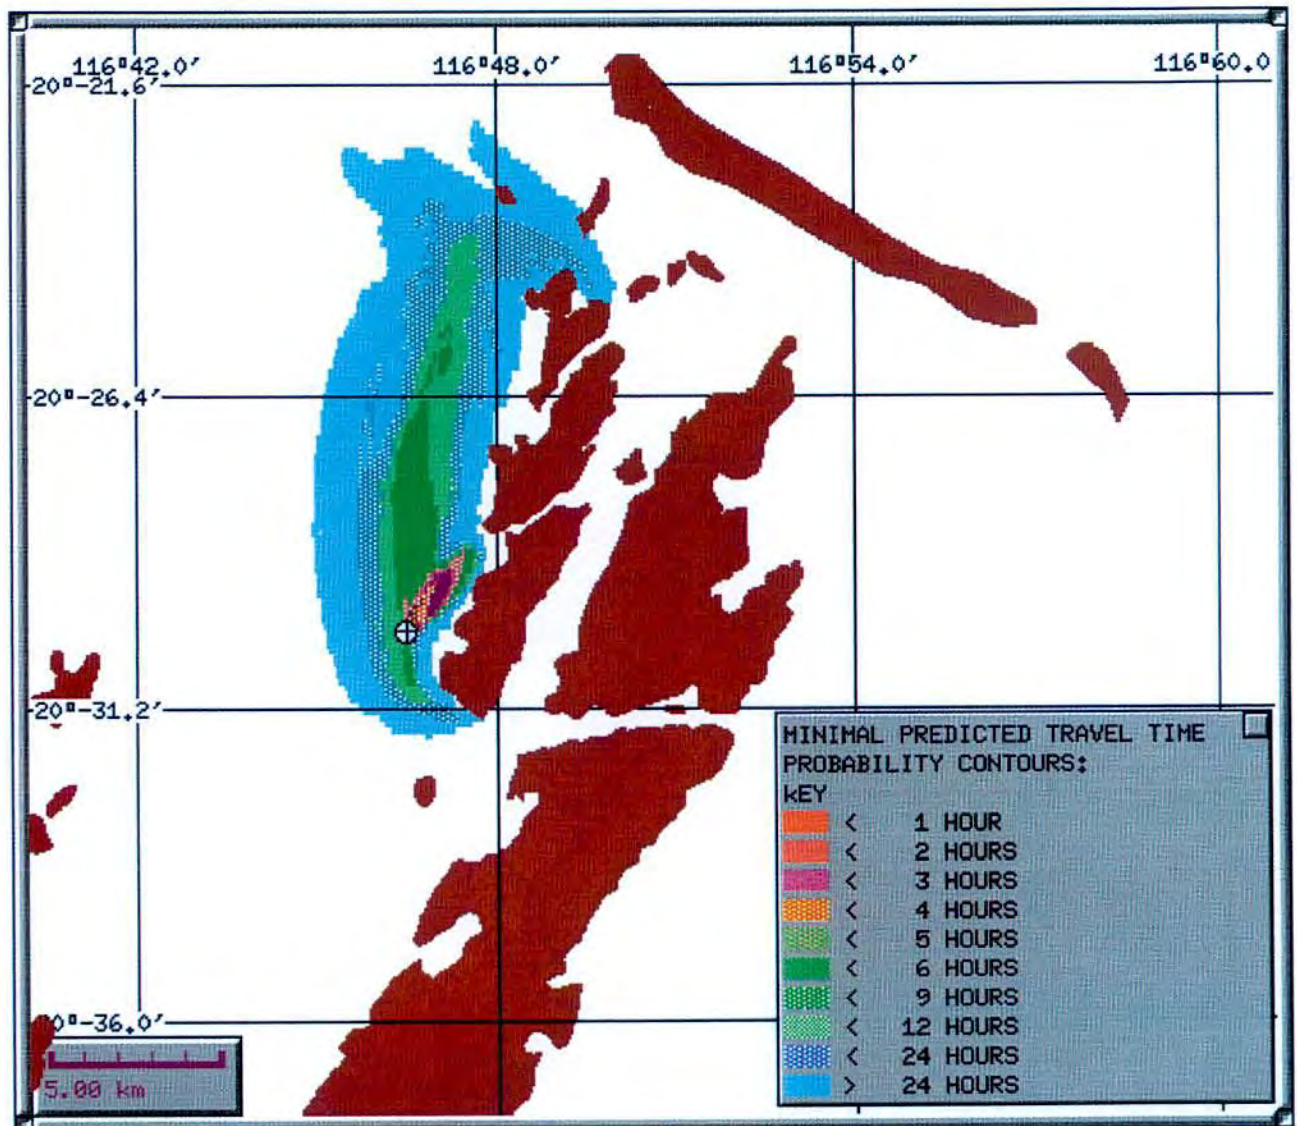 116°42.0' 116°48.0' 116°54.0' 116°60.0
20°-21.6'
20°-26.4'
20°-31.2'
0°-36.0'
MINIMAL PREDICTED TRAVEL TIME
PROBABILITY CONTOURS:
kEY
< 1 HOUR
< 2 HOURS
< 3 HOURS
< 4 HOURS
< 5 HOURS
< 6 HOURS
< 9 HOURS
< 12 HOURS
< 24 HOURS
> 24 HOURS
5.00 km